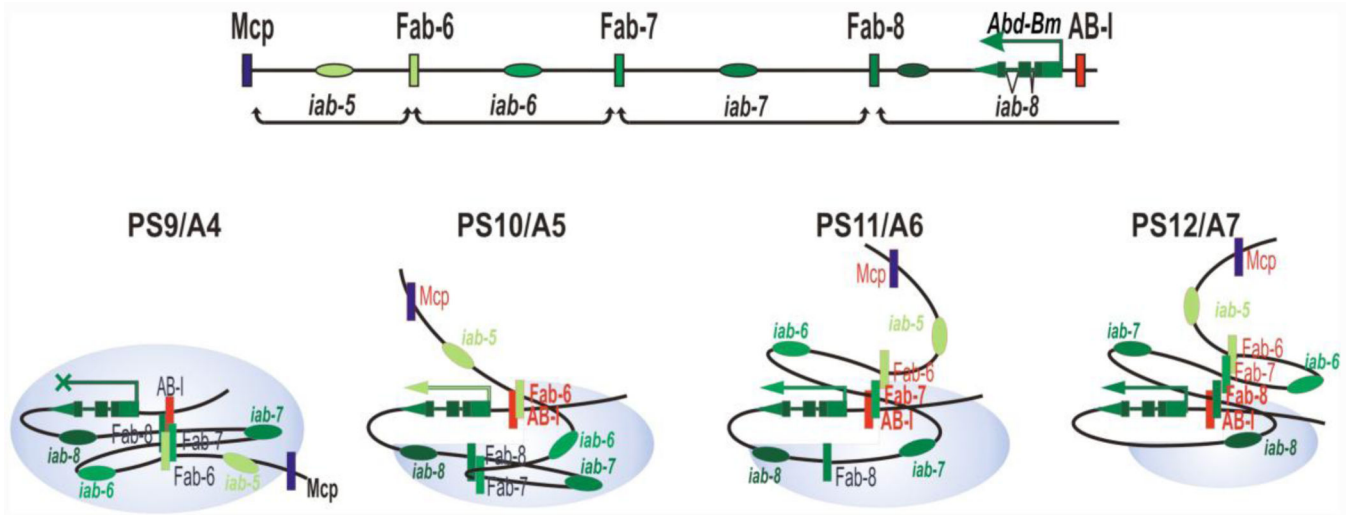 Mcp Fab-6 Fab-7 Fab-8 Abd-Bm AB-I
iab-5 iab-6 iab-7 iab-8
PS9/A4 PS10/A5 PS11/A6 PS12/A7
AB-I
Fab-8 Fab-7 iab-7
iab-8
iab-6 Fab-6 iab-5 Mcp
Mcp
iab-5
Fab-6
AB-I
iab-6
iab-8 Fab-8 iab-7
Fab-7
Mcp
iab-6 iab-5
Fab-6
Fab-7
AB-I
iab-8 Fab-8 iab-7
Mcp
iab-5
iab-7 Fab-6 iab-6
Fab-7
Fab-8
AB-I
iab-8